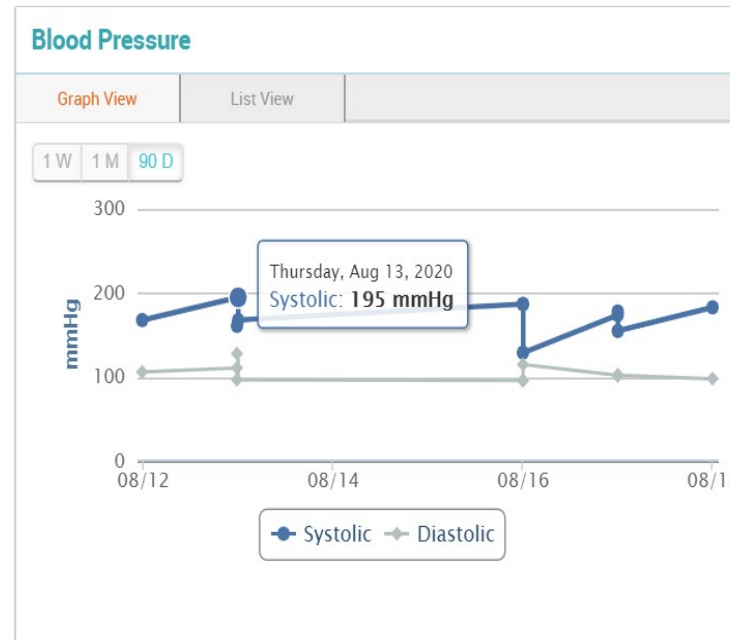 Blood Pressure
Graph View List View
1 W 1 M 90 D
300
200
100
0
mmHg
Thursday, Aug 13, 2020
Systolic: 195 mmHg
08/12 08/14 08/16
Systolic Diastolic